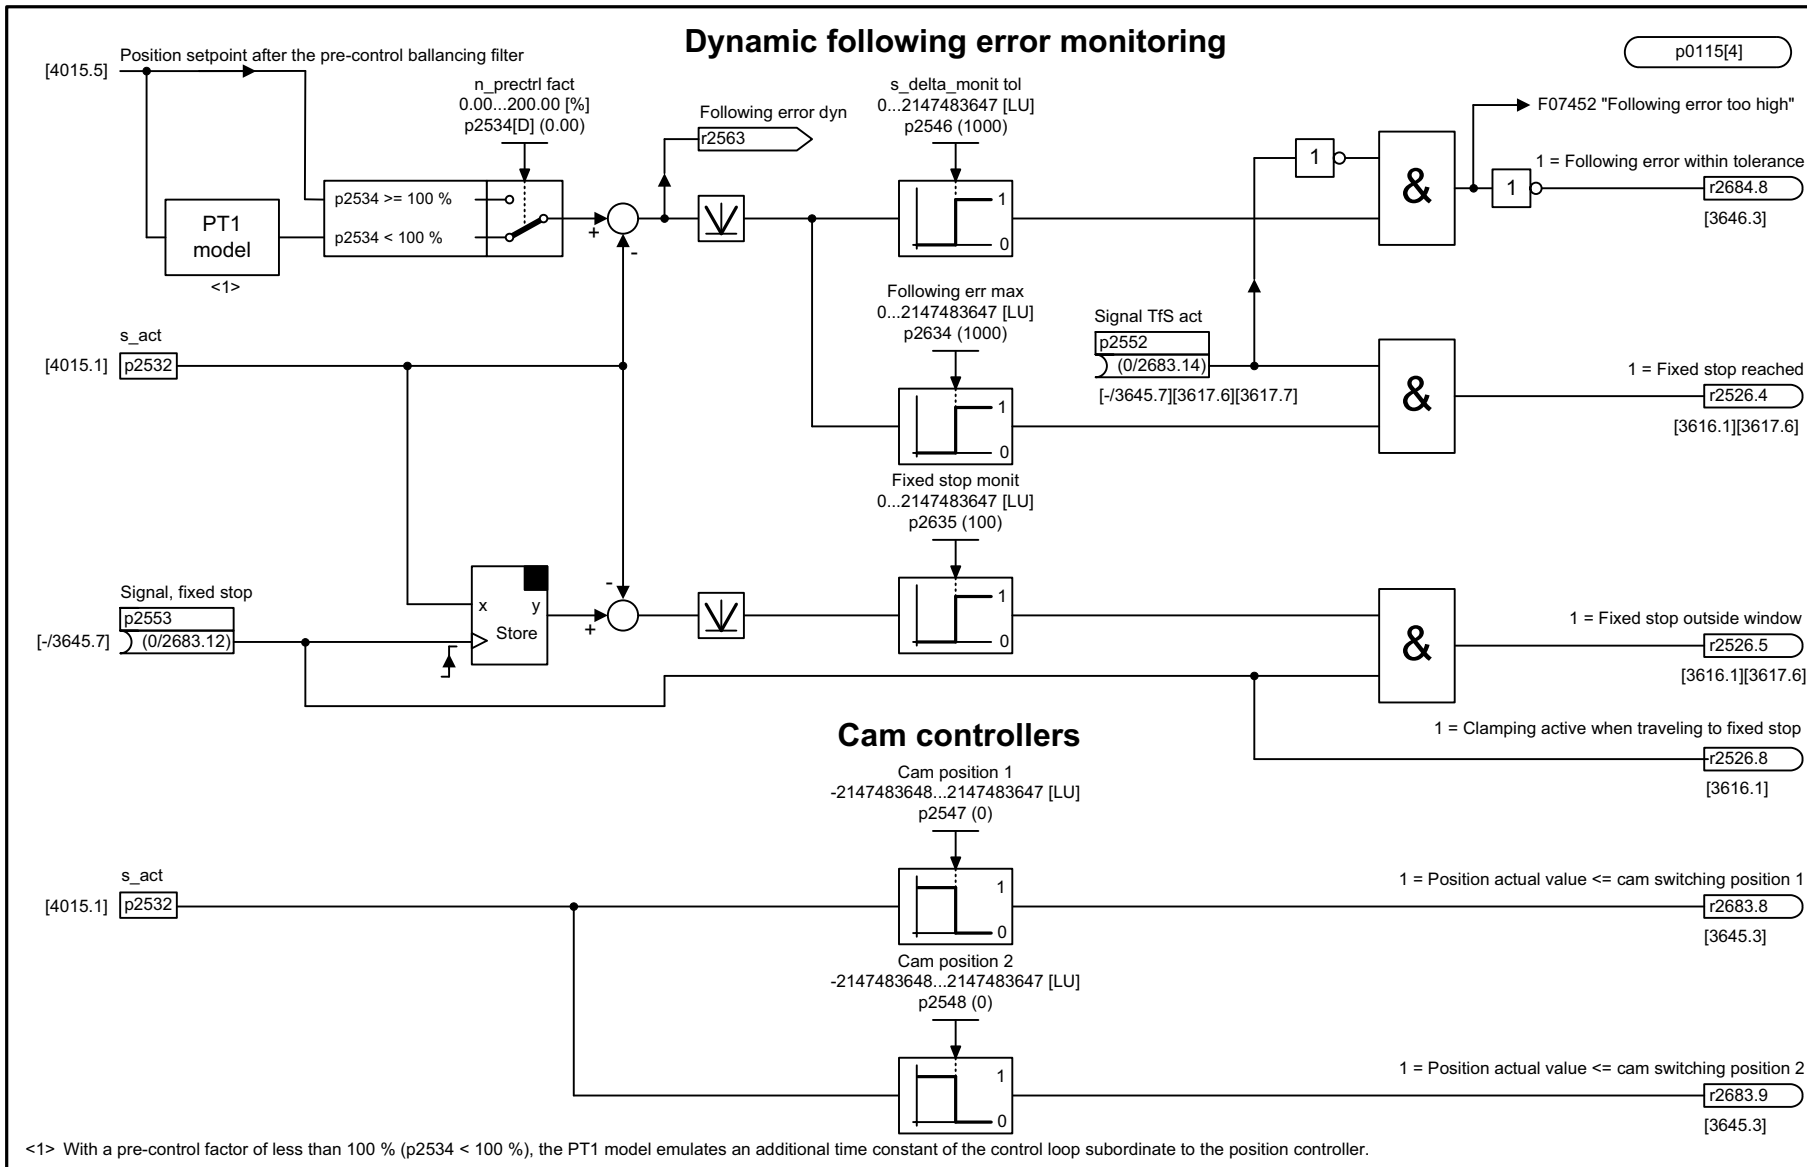 Dynamic following error monitoring
p0115[4]
Position setpoint after the pre-control ballancing filter
[4015.5]
n_prectrl fact
0.00...200.00 [%]
p2534[D] (0.00)
Following error dyn
r2563
s_delta_monit tol
0...2147483647 [LU]
p2546 (1000)
F07452 "Following error too high"
1
&
1
1 = Following error within tolerance
r2684.8
[3646.3]
p2534 >= 100 %
p2534 < 100 %
PT1
model
<1>
+
-
1
0
Following err max
0...2147483647 [LU]
p2634 (1000)
Signal TfS act
p2552
(0/2683.14)
[-/3645.7][3617.6][3617.7]
s_act
[4015.1]
p2532
1
0
&
1 = Fixed stop reached
r2526.4
[3616.1][3617.6]
Fixed stop monit
0...2147483647 [LU]
p2635 (100)
Signal, fixed stop
p2553
[-/3645.7]
(0/2683.12)
x
y
Store
-
+
1
0
&
1 = Fixed stop outside window
r2526.5
[3616.1][3617.6]
1 = Clamping active when traveling to fixed stop
r2526.8
[3616.1]
Cam controllers
Cam position 1
-2147483648...2147483647 [LU]
p2547 (0)
s_act
[4015.1]
p2532
1
0
1 = Position actual value <= cam switching position 1
r2683.8
[3645.3]
Cam position 2
-2147483648...2147483647 [LU]
p2548 (0)
1
0
1 = Position actual value <= cam switching position 2
r2683.9
[3645.3]
<1> With a pre-control factor of less than 100 % (p2534 < 100 %), the PT1 model emulates an additional time constant of the control loop subordinate to the position controller.